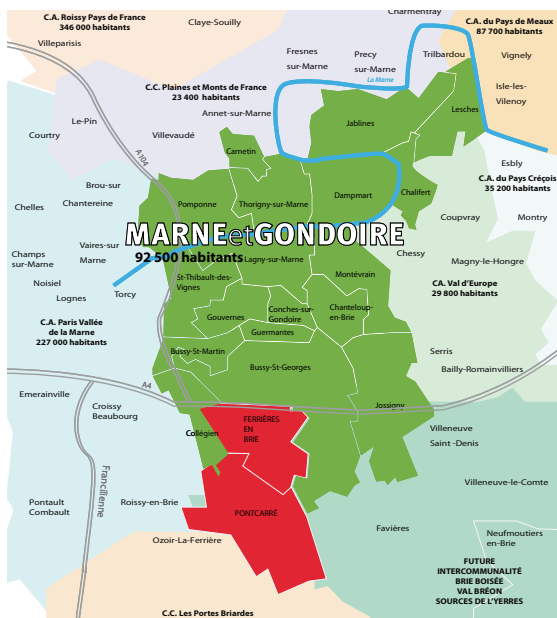 Charmentray
C.A. Roissy Pays de France
346 000 habitants
Claye-Souilly
C.A. du Pays de Meaux
87 700 habitants
Villeparisis
Fresnes
sur-Marne
Precy
sur-Marne
La Marne
Trilbardou
Vignely
Isle-les-
Vilenoy
C.C. Plaines et Monts de France
23 400 habitants
Annet-sur-Marne
Lesches
Le-Pin
Courtry
Villevaudé
Jablines
A104
Carnetin
Esbly
C.A. du Pays Créçois
35 200 habitants
Brou-sur
Chantereine
Chelles
Pomponne
Thorigny-sur-Marne
Dampmart
Chalifert
Coupvray
Montry
MARNEetGONDOIRE
92 500 habitants
Vaires-sur
Marne
Champs
sur-Marne
Lagny-sur-Marne
Chessy
Magny-le-Hongre
Noisiel
Lognes
Torcy
St-Thibault-des-
Vignes
Montévrain
CA. Val d'Europe
29 800 habitants
C.A. Paris Vallée
de la Marne
227 000 habitants
Gouvernes
Conches-sur-
Gondoire
Chanteloup-
en-Brie
Guermantes
Bussy-St-Martin
Bussy-St-Georges
Serris
Bailly-Romainvilliers
A4
Emerainville
Croissy
Beaubourg
Jossigny
Collégien
FERRIÈRES
EN
BRIE
Villeneuve
Saint -Denis
Francilienne
Villeneuve-le-Comte
Pontault
Combault
Roissy-en-Brie
PONTCARRÉ
Favières
Neufmoutiers
en-Brie
Ozoir-La-Ferrière
FUTURE
INTERCOMMUNALITÉ
BRIE BOISÉE
VAL BRÉON
SOURCES DE L'YERRES
C.C. Les Portes Briardes